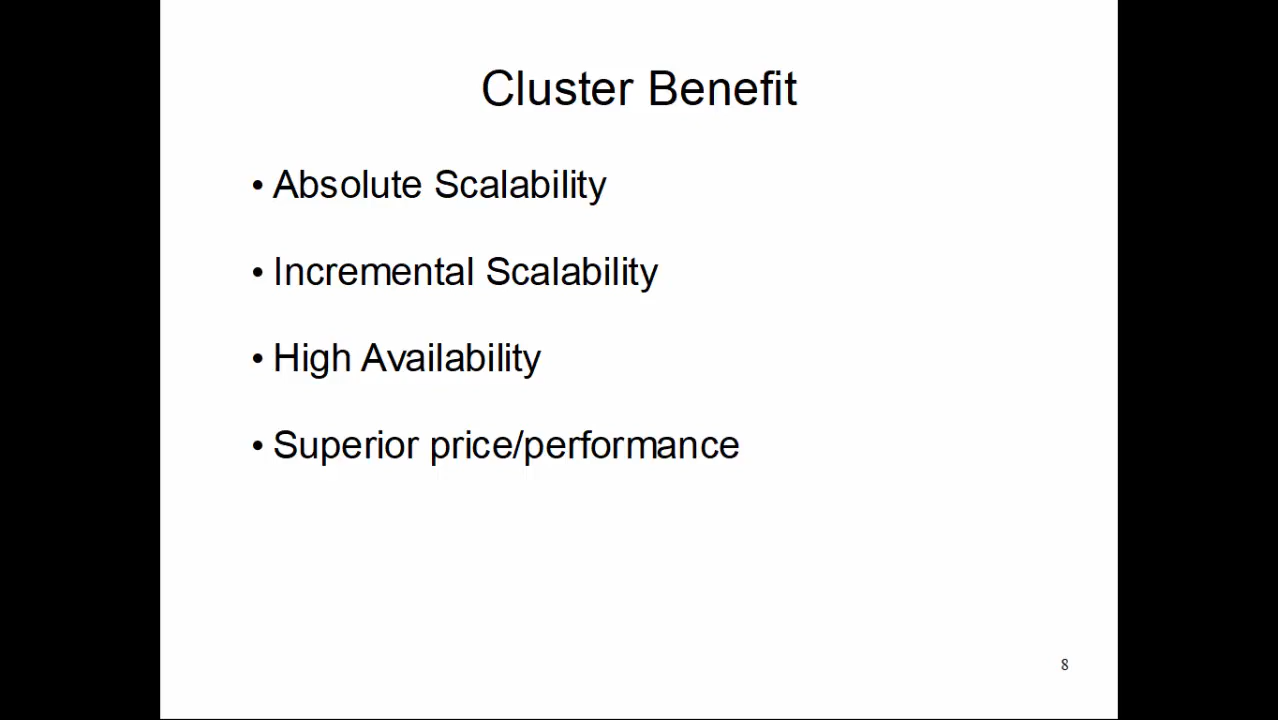 Cluster Benefit
• Absolute Scalability
• Incremental Scalability
• High Availability
• Superior price/performance
8